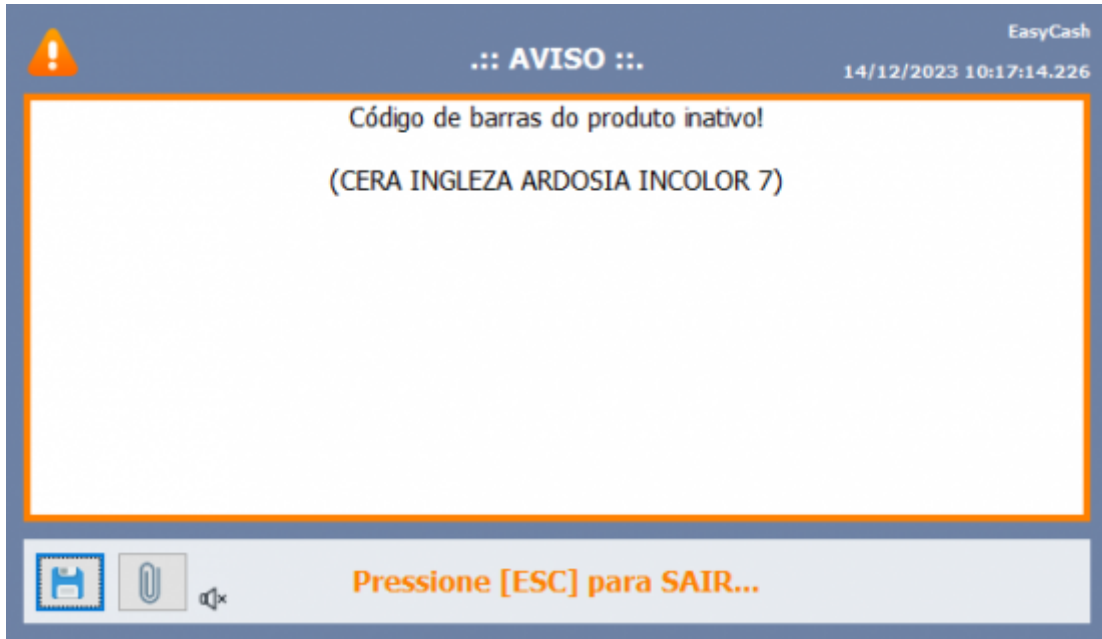 EasyCash
.:: AVISO ::.
14/12/2023 10:17:14.226
Código de barras do produto inativo!
(CERA INGLEZA ARDOSIA INCOLOR 7)
Pressione [ESC] para SAIR...